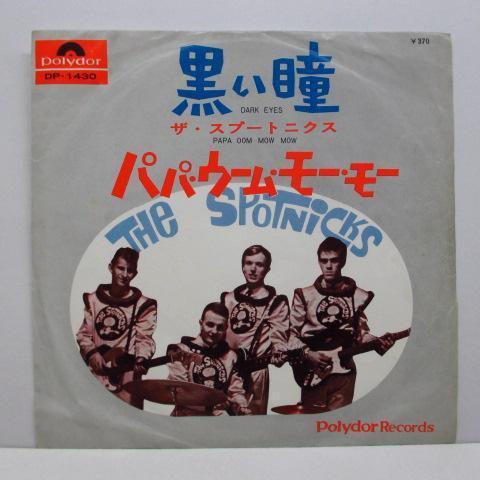 polydor
DP-1430
¥370
黒い瞳
DARK EYES
ザ・スプートニクス
PAPA OOM MOW MOW
パパ・ウーム・モー・モー
THE SPOTNICKS
Polydor Records